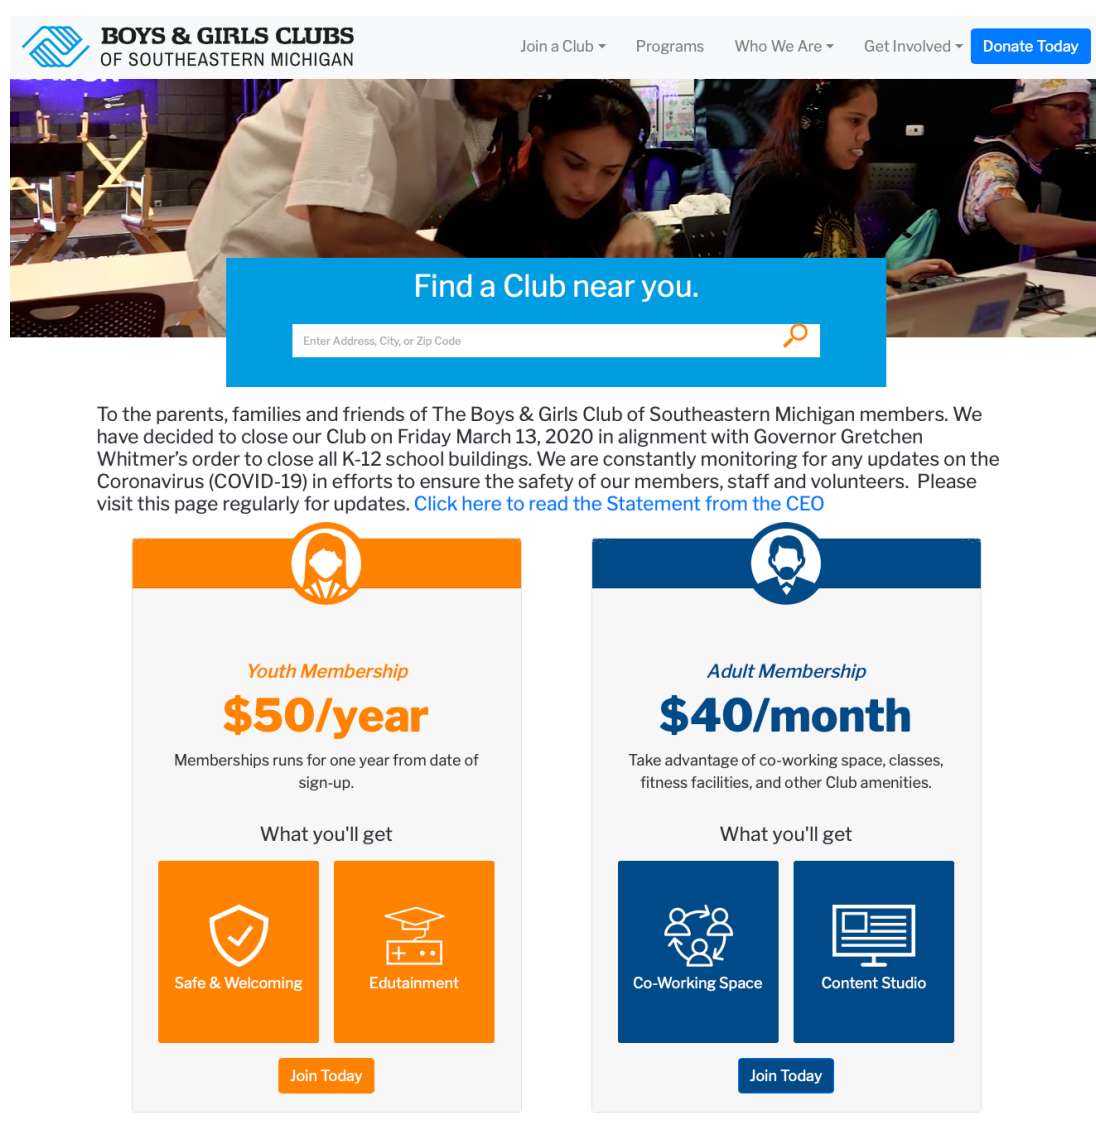 BOYS & GIRLS CLUBS
OF SOUTHEASTERN MICHIGAN
Join a Club
Programs
Who We Are
Get Involved
Donate Today
Find a Club near you.
Enter Address, City, or Zip Code
To the parents, families and friends of The Boys & Girls Club of Southeastern Michigan members. We
have decided to close our Club on Friday March 13, 2020 in alignment with Governor Gretchen
Whitmer’s order to close all K-12 school buildings. We are constantly monitoring for any updates on the
Coronavirus (COVID-19) in efforts to ensure the safety of our members, staff and volunteers. Please
visit this page regularly for updates. Click here to read the Statement from the CEO
Youth Membership
$50/year
Memberships runs for one year from date of
sign-up.
What you'll get
Safe & Welcoming
Edutainment
Join Today
Adult Membership
$40/month
Take advantage of co-working space, classes,
fitness facilities, and other Club amenities.
What you'll get
Co-Working Space
Content Studio
Join Today